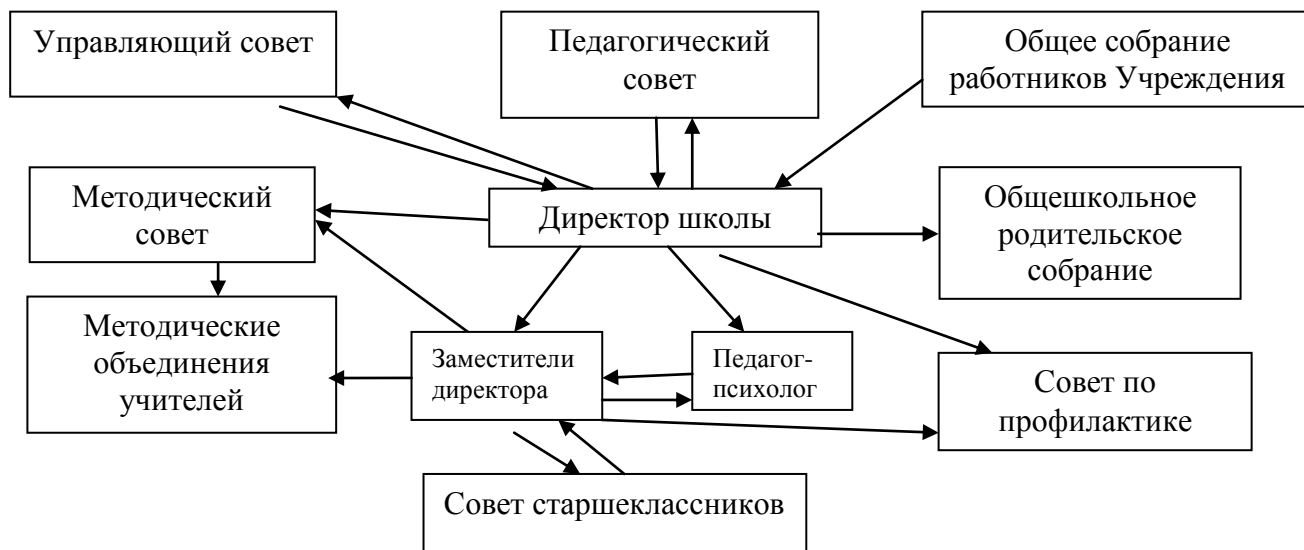 Управляющий совет
Педагогический
совет
Общее собрание
работников Учреждения
Методический
совет
Директор школы
Общешкольное
родительское
собрание
Методические
объединения
учителей
Заместители
директора
Педагог-
психолог
Совет по
профилактике
Совет старшеклассников